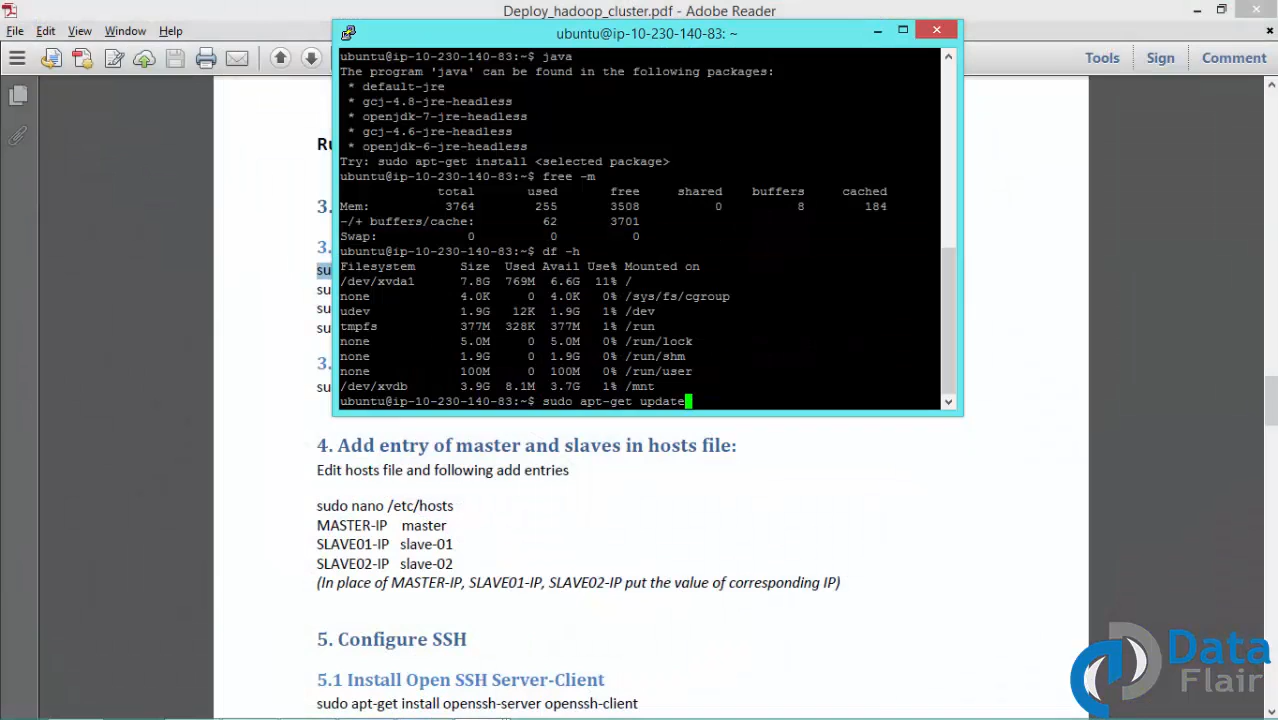 Deploy_hadoop_cluster.pdf - Adobe Reader
File Edit View Window Help
Tools Sign Comment
ubuntu@ip-10-230-140-83: ~
ubuntu@ip-10-230-140-83:~$ java
The program 'java' can be found in the following packages:
* default-jre
* gcj-4.8-jre-headless
* openjdk-7-jre-headless
* gcj-4.6-jre-headless
* openjdk-6-jre-headless
Try: sudo apt-get install <selected package>
ubuntu@ip-10-230-140-83:~$ free -m
total used free shared buffers cached
Mem: 3764 255 3508 0 8 184
-/+ buffers/cache: 62 3701
Swap: 0 0 0
ubuntu@ip-10-230-140-83:~$ df -h
Filesystem Size Used Avail Use% Mounted on
/dev/xvda1 7.8G 769M 6.6G 11% /
none 4.0K 0 4.0K 0% /sys/fs/cgroup
udev 1.9G 12K 1.9G 1% /dev
tmpfs 377M 328K 377M 1% /run
none 5.0M 0 5.0M 0% /run/lock
none 1.9G 0 1.9G 0% /run/shm
none 100M 0 100M 0% /run/user
/dev/xvdb 3.9G 8.1M 3.7G 1% /mnt
ubuntu@ip-10-230-140-83:~$ sudo apt-get update
Ru
3.
3.
su
su
su
su
3.
su
4. Add entry of master and slaves in hosts file:
Edit hosts file and following add entries
sudo nano /etc/hosts
MASTER-IP master
SLAVE01-IP slave-01
SLAVE02-IP slave-02
(In place of MASTER-IP, SLAVE01-IP, SLAVE02-IP put the value of corresponding IP)
5. Configure SSH
5.1 Install Open SSH Server-Client
sudo apt-get install openssh-server openssh-client
Data
Flair